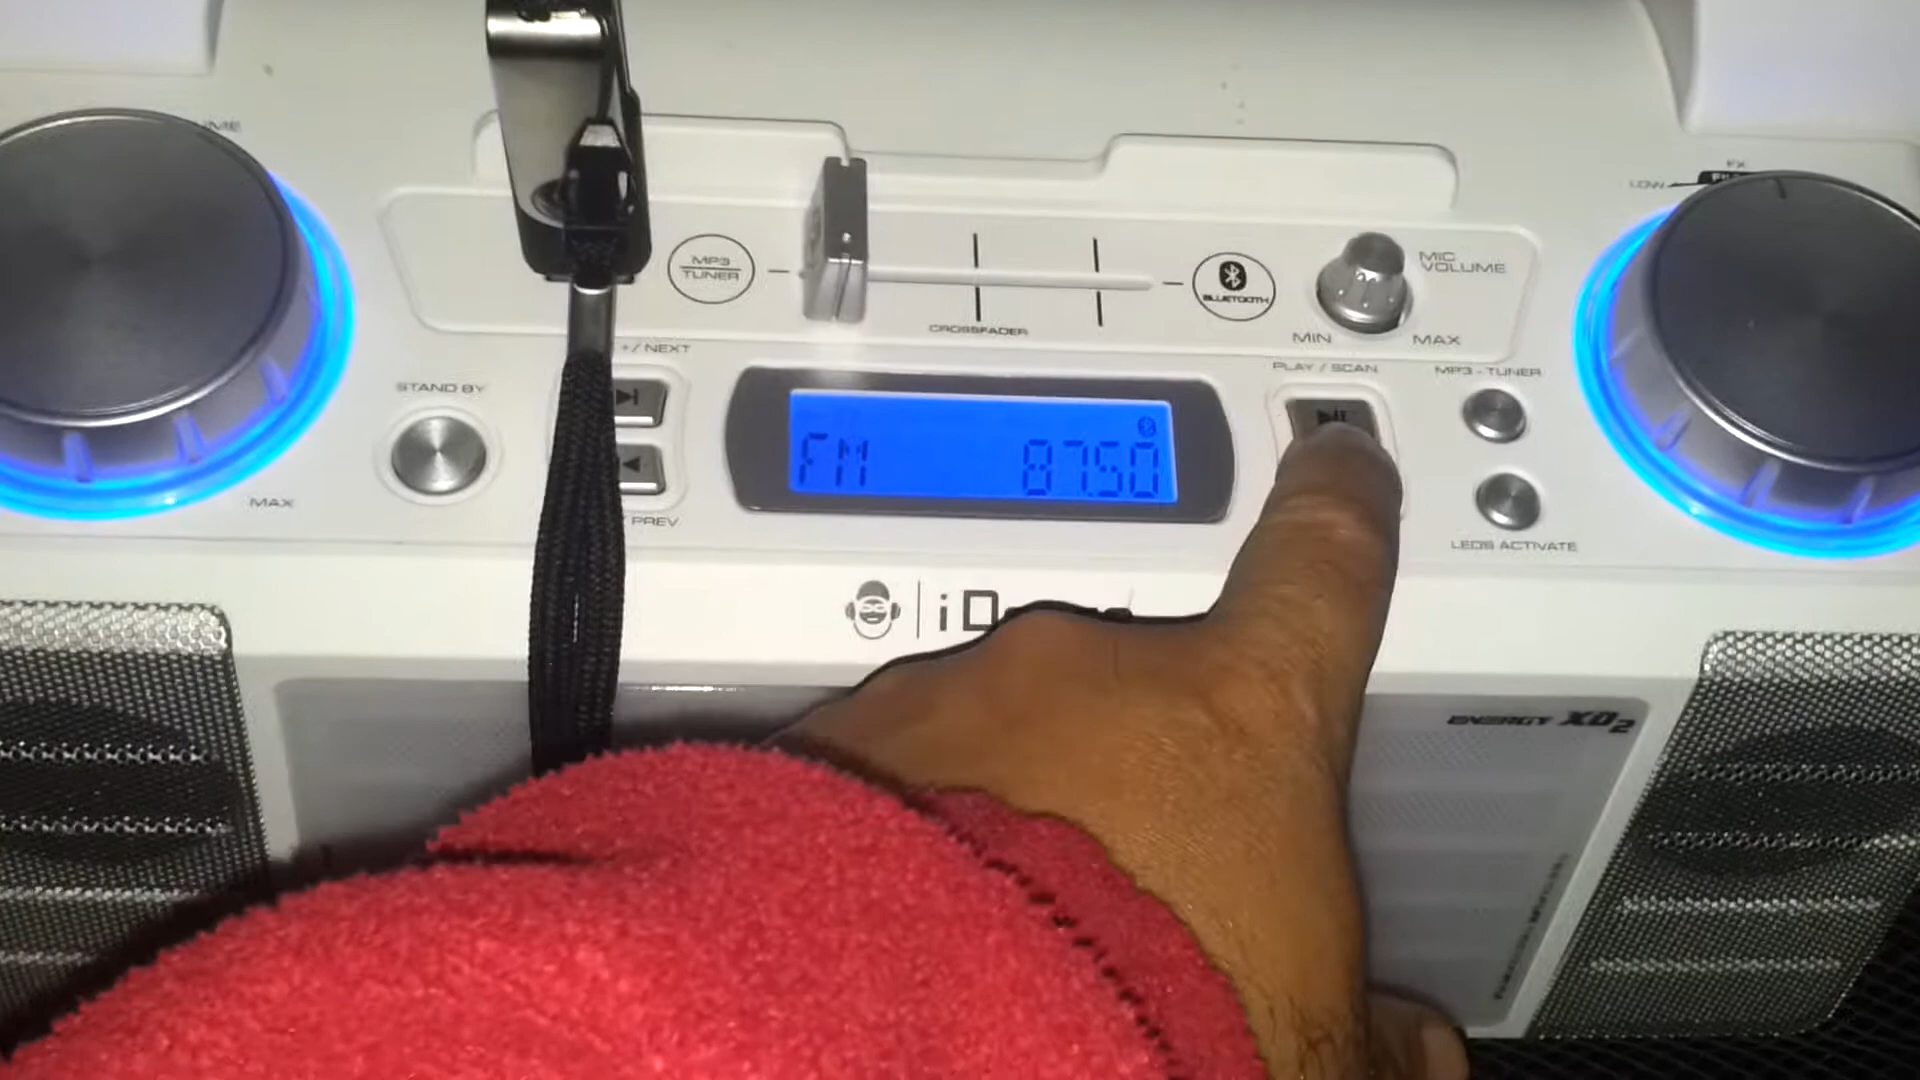 FX
LOW
MP3
TUNER
BLUETOOTH
MIC
VOLUME
CROSSFADER
MIN
MAX
+/ NEXT
PLAY / SCAN
MP3 - TUNER
STAND BY
FM 87.50
MAX
PREV
LEDS ACTIVATE
ENERGY XD2